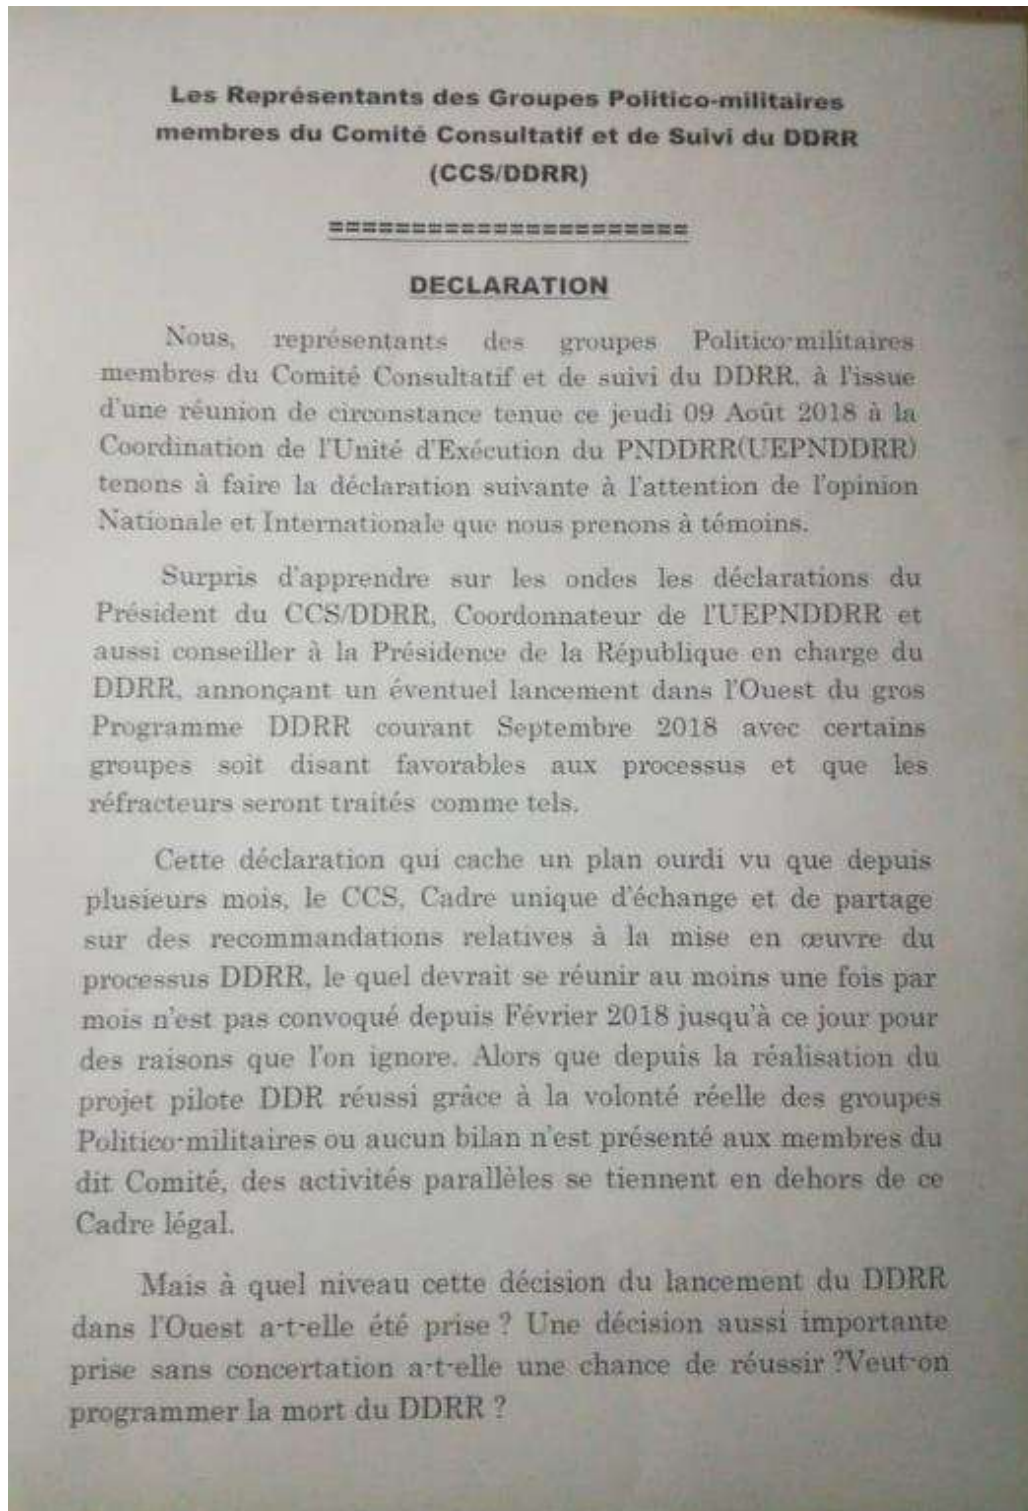 Les Représentants des Groupes Politico-militaires
membres du Comité Consultatif et de Suivi du DDRR
(CCS/DDRR)
======================
DECLARATION
Nous, représentants des groupes Politico-militaires
membres du Comité Consultatif et de suivi du DDRR, à l'issue
d'une réunion de circonstance tenue ce jeudi 09 Août 2018 à la
Coordination de l'Unité d'Exécution du PNDDRR(UEPNDDRR)
tenons à faire la déclaration suivante à l'attention de l'opinion
Nationale et Internationale que nous prenons à témoins.
Surpris d'apprendre sur les ondes les déclarations du
Président du CCS/DDRR, Coordonnateur de l'UEPNDDRR et
aussi conseiller à la Présidence de la République en charge du
DDRR, annonçant un éventuel lancement dans l'Ouest du gros
Programme DDRR courant Septembre 2018 avec certains
groupes soit disant favorables aux processus et que les
réfracteurs seront traités comme tels.
Cette déclaration qui cache un plan ourdi vu que depuis
plusieurs mois, le CCS, Cadre unique d'échange et de partage
sur des recommandations relatives à la mise en œuvre du
processus DDRR, le quel devrait se réunir au moins une fois par
mois n'est pas convoqué depuis Février 2018 jusqu'à ce jour pour
des raisons que l'on ignore. Alors que depuis la réalisation du
projet pilote DDR réussi grâce à la volonté réelle des groupes
Politico-militaires ou aucun bilan n'est présenté aux membres du
dit Comité, des activités parallèles se tiennent en dehors de ce
Cadre légal.
Mais à quel niveau cette décision du lancement du DDRR
dans l'Ouest a-t-elle été prise ? Une décision aussi importante
prise sans concertation a-t-elle une chance de réussir ?Veut-on
programmer la mort du DDRR ?